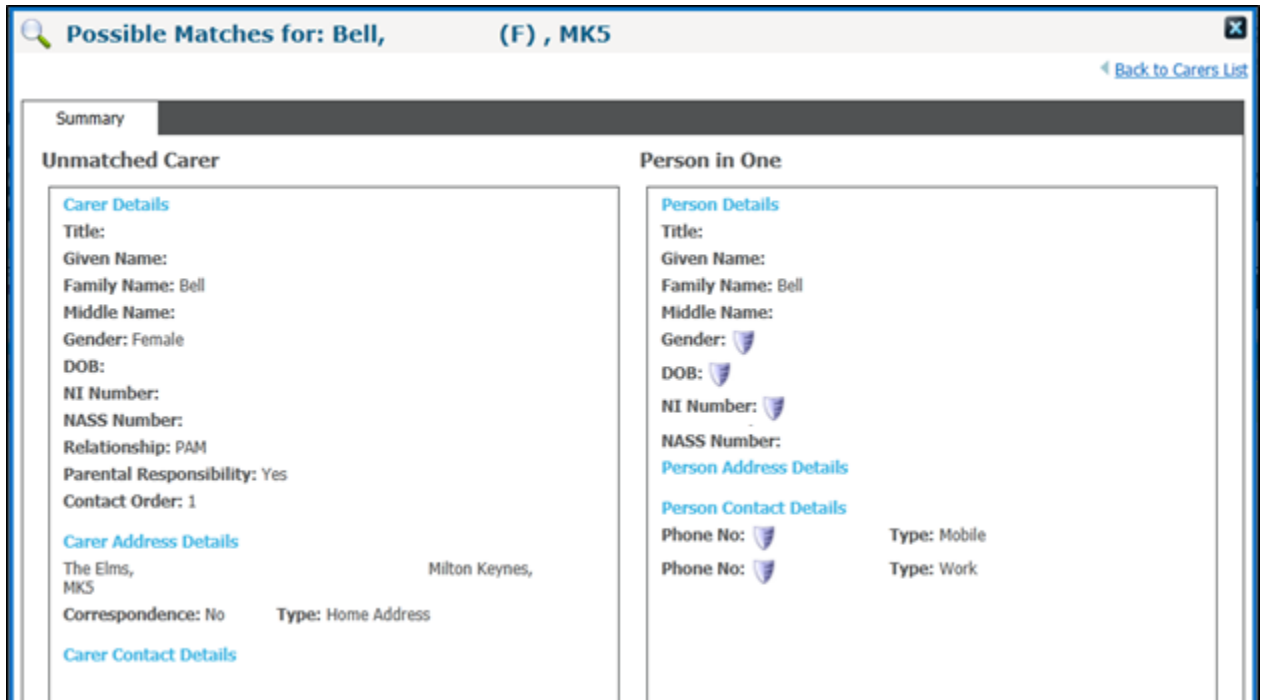 Possible Matches for: Bell, (F) , MK5
Back to Carers List
Summary
Unmatched Carer
Carer Details
Title:
Given Name:
Family Name: Bell
Middle Name:
Gender: Female
DOB:
NI Number:
NASS Number:
Relationship: PAM
Parental Responsibility: Yes
Contact Order: 1
Carer Address Details
The Elms, Milton Keynes,
MK5
Correspondence: No Type: Home Address
Carer Contact Details
Person in One
Person Details
Title:
Given Name:
Family Name: Bell
Middle Name:
Gender:
DOB:
NI Number:
NASS Number:
Person Address Details
Person Contact Details
Phone No: Type: Mobile
Phone No: Type: Work